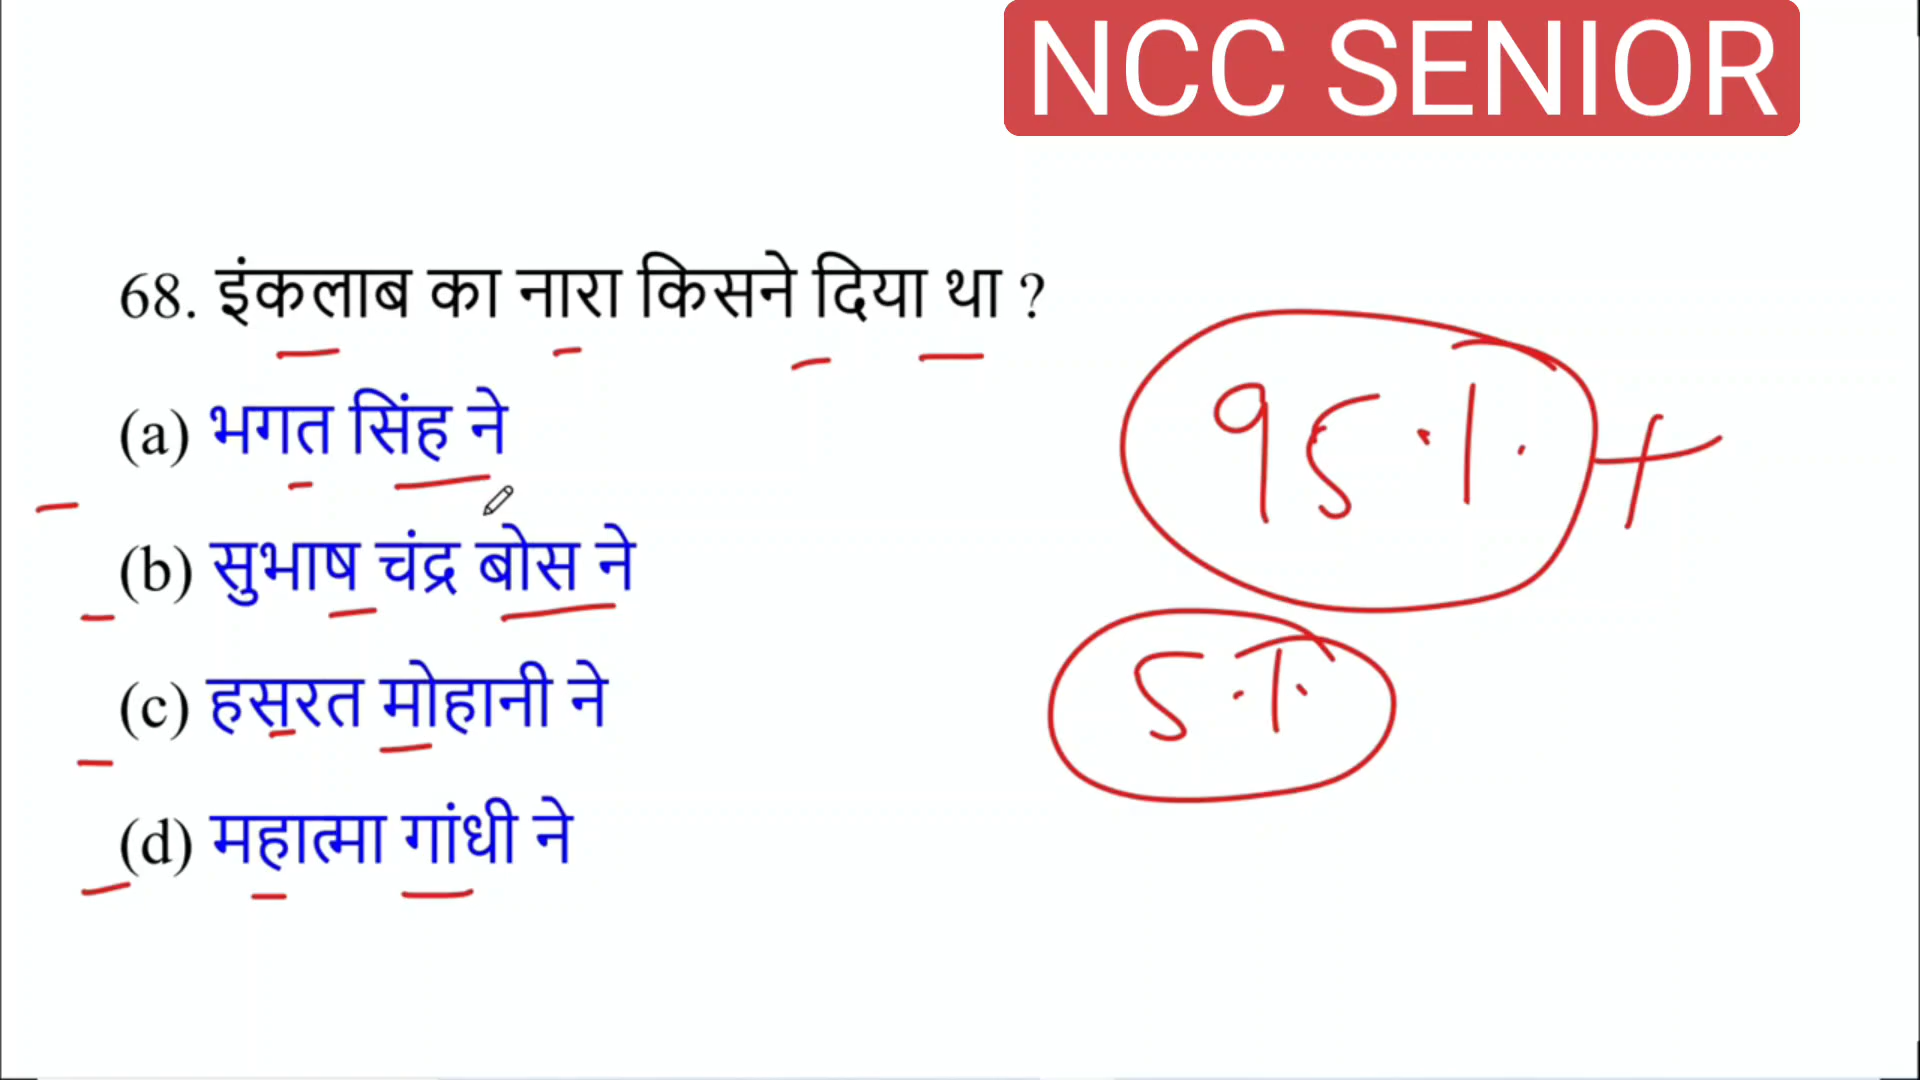 NCC SENIOR
68. इंकलाब का नारा किसने दिया था ?
(a) भगत सिंह ने
95%+
(b) सुभाष चंद्र बोस ने
(c) हसरत मोहानी ने
5%
(d) महात्मा गांधी ने